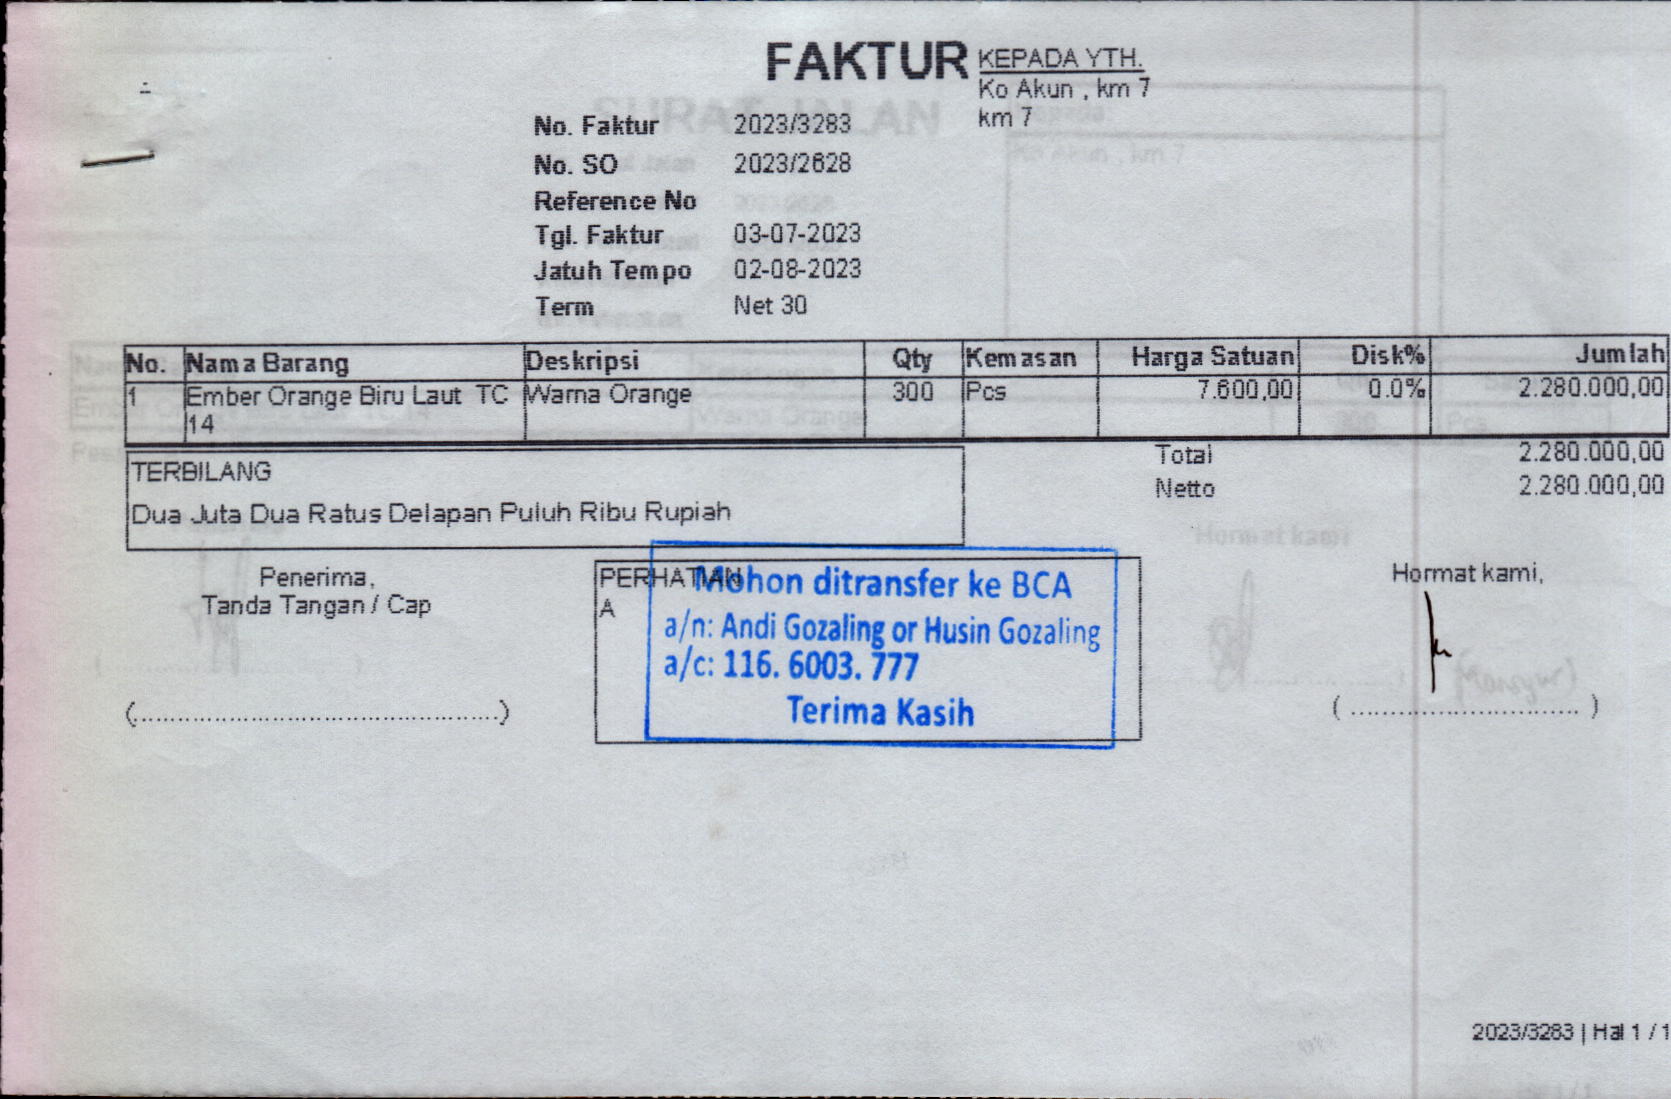 FAKTUR
KEPADA YTH.
Ko Akun , km 7
km 7
No. Faktur 2023/3283
No. SO 2023/2628
Reference No
Tgl. Faktur 03-07-2023
Jatuh Tempo 02-08-2023
Term Net 30
No. Nama Barang Deskripsi Qty Kemasan Harga Satuan Disk% Jumlah
1 Ember Orange Biru Laut TC Warna Orange 300 Pcs 7.600,00 0.0% 2.280.000,00
14
Total 2.280.000,00
Netto 2.280.000,00
TERBILANG
Dua Juta Dua Ratus Delapan Puluh Ribu Rupiah
Penerima,
Tanda Tangan / Cap
(..............................................)
PERHATIAN
A
Mohon ditransfer ke BCA
a/n: Andi Gozaling or Husin Gozaling
a/c: 116. 6003. 777
Terima Kasih
Hormat kami,
( ............................. )
2023/3283 | Hal 1 / 1